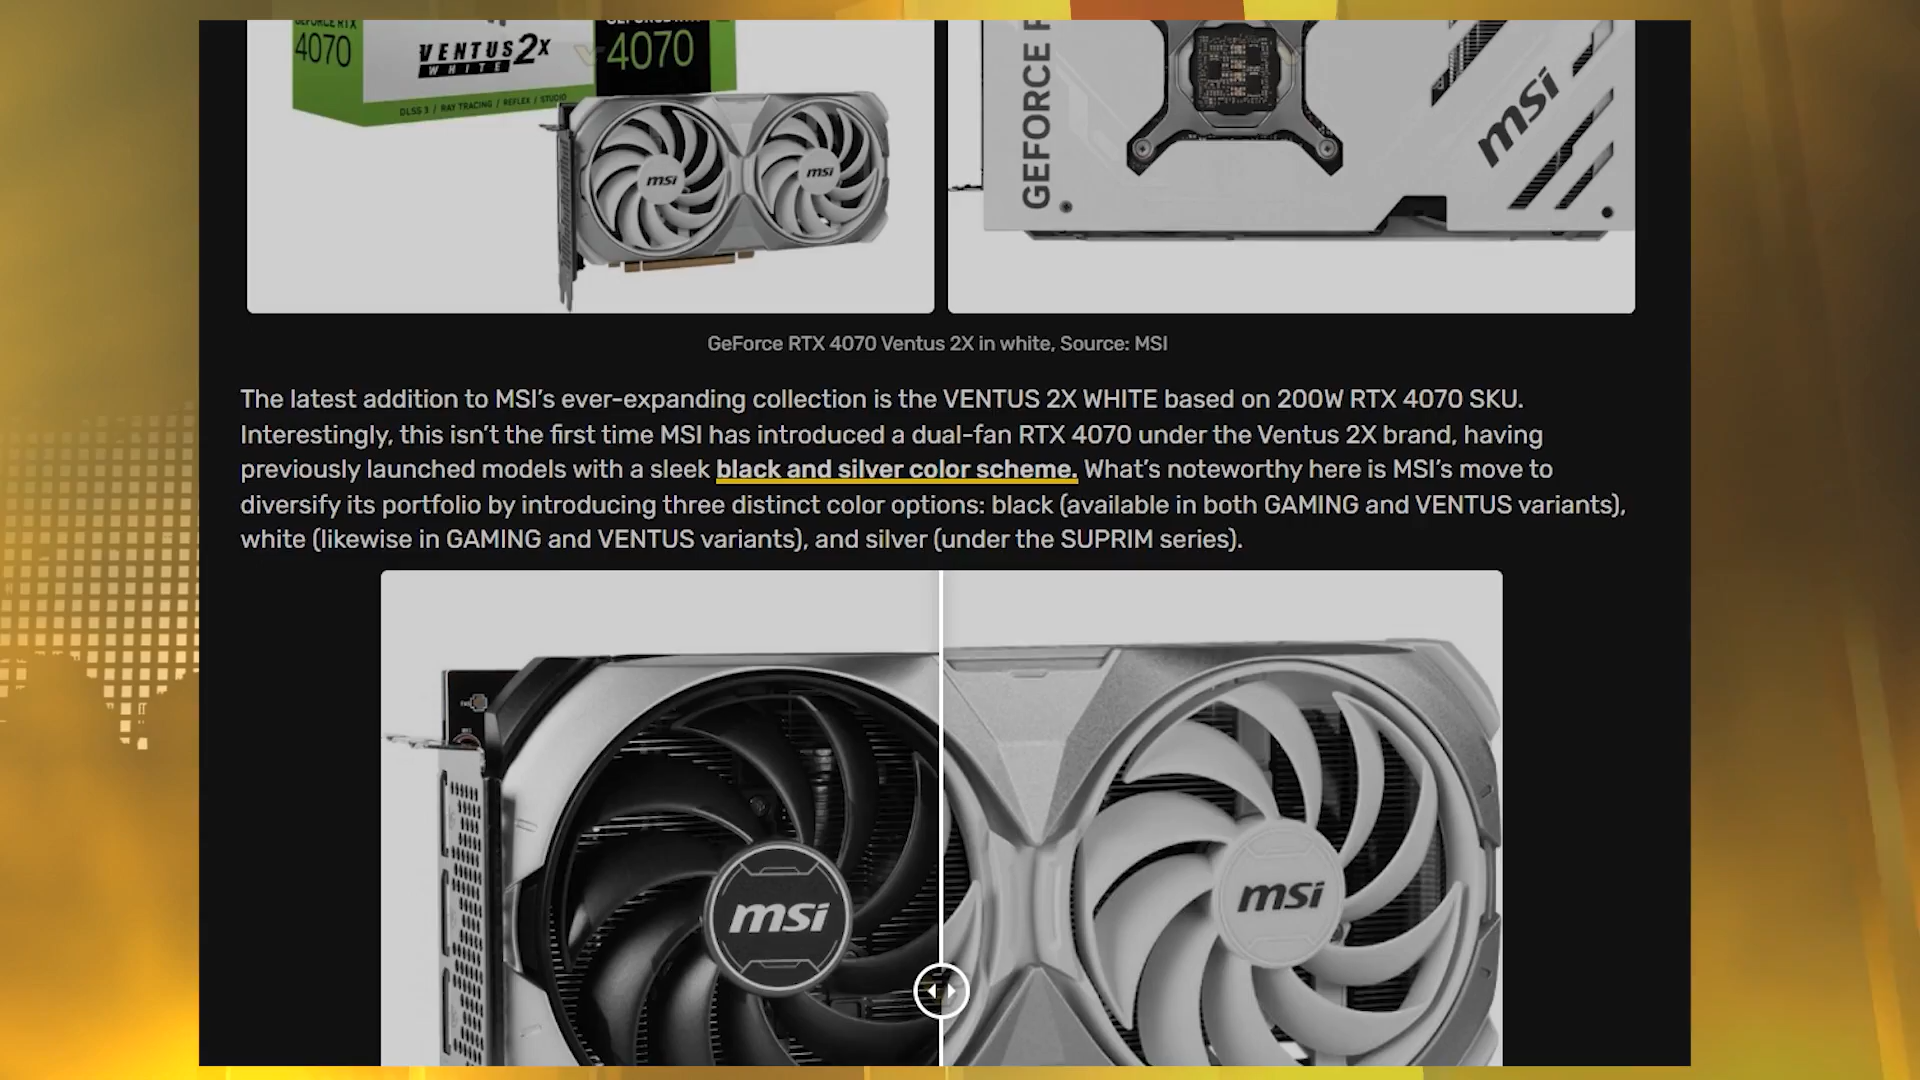 GEFORCE RTX
4070
VENTUS 2X
WHITE
4070
DLSS 3 / RAY TRACING / REFLEX / STUDIO
msi
msi
GEFORCE
msi
GeForce RTX 4070 Ventus 2X in white, Source: MSI
The latest addition to MSI’s ever-expanding collection is the VENTUS 2X WHITE based on 200W RTX 4070 SKU.
Interestingly, this isn’t the first time MSI has introduced a dual-fan RTX 4070 under the Ventus 2X brand, having
previously launched models with a sleek black and silver color scheme. What’s noteworthy here is MSI’s move to
diversify its portfolio by introducing three distinct color options: black (available in both GAMING and VENTUS variants),
white (likewise in GAMING and VENTUS variants), and silver (under the SUPRIM series).
msi
msi